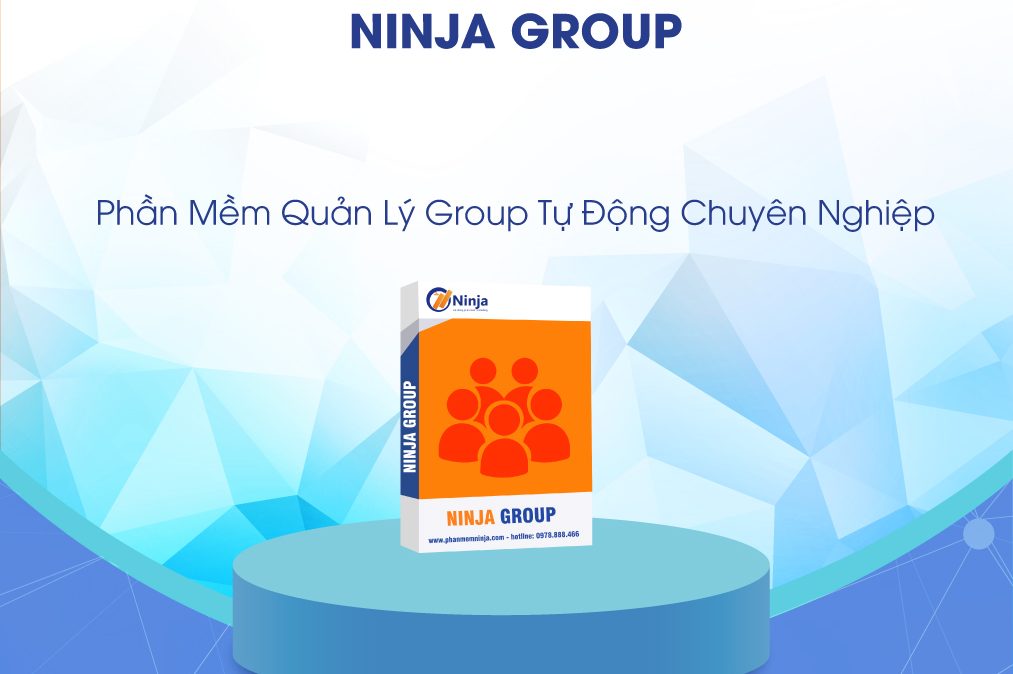 NINJA GROUP
Phần Mềm Quản Lý Group Tự Động Chuyên Nghiệp
Ninja
NINJA GROUP
NINJA GROUP
www.phanmemninja.com - hotline: 0978.888.466